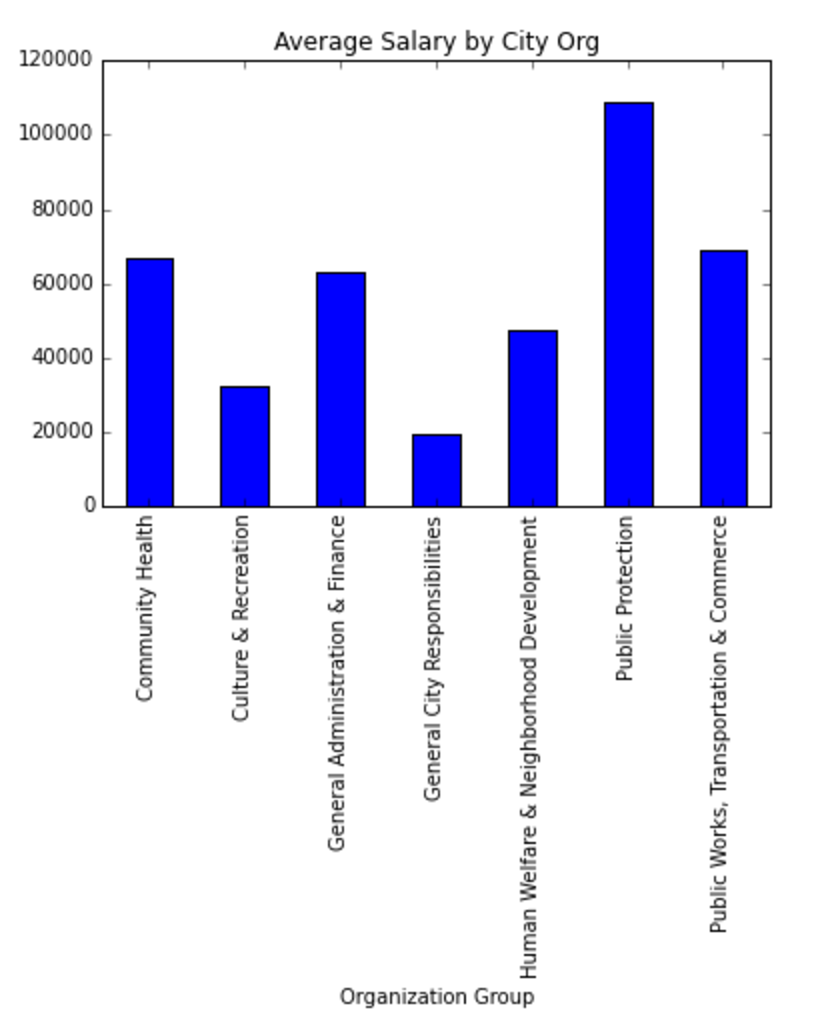 Average Salary by City Org
120000
100000
80000
60000
40000
20000
0
Community Health
Culture & Recreation
General Administration & Finance
General City Responsibilities
Human Welfare & Neighborhood Development
Public Protection
Public Works, Transportation & Commerce
Organization Group